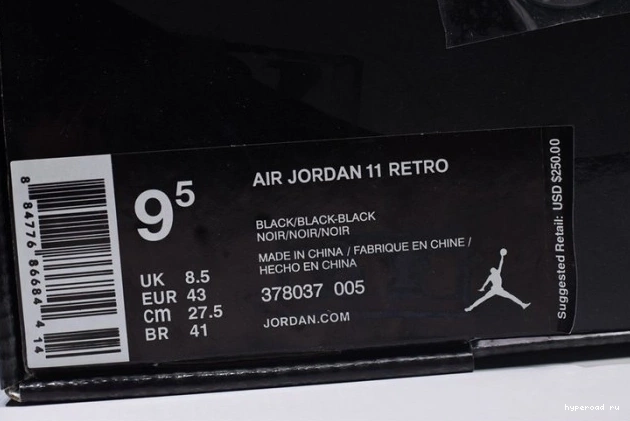 8 84776 86684 4 14
9⁵
UK 8.5
EUR 43
cm 27.5
BR 41
AIR JORDAN 11 RETRO
BLACK/BLACK-BLACK
NOIR/NOIR/NOIR
MADE IN CHINA / FABRIQUE EN CHINE /
HECHO EN CHINA
378037 005
JORDAN.COM
Suggested Retail: USD $250.00
hyperoad ru